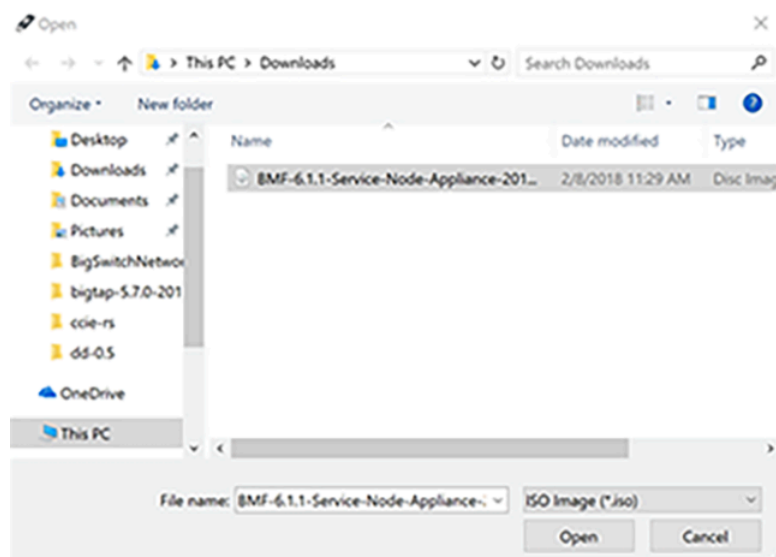 Open
This PC > Downloads
Search Downloads
Organize
New folder
Desktop
Downloads
Documents
Pictures
BigSwitchNetwor
bigtap-5.7.0-201
ccie-rs
dd-0.5
OneDrive
This PC
Name
Date modified
Type
BMF-6.1.1-Service-Node-Appliance-201...
2/8/2018 11:29 AM
Disc Imag
File name:
BMF-6.1.1-Service-Node-Appliance-2
ISO Image (*.iso)
Open
Cancel